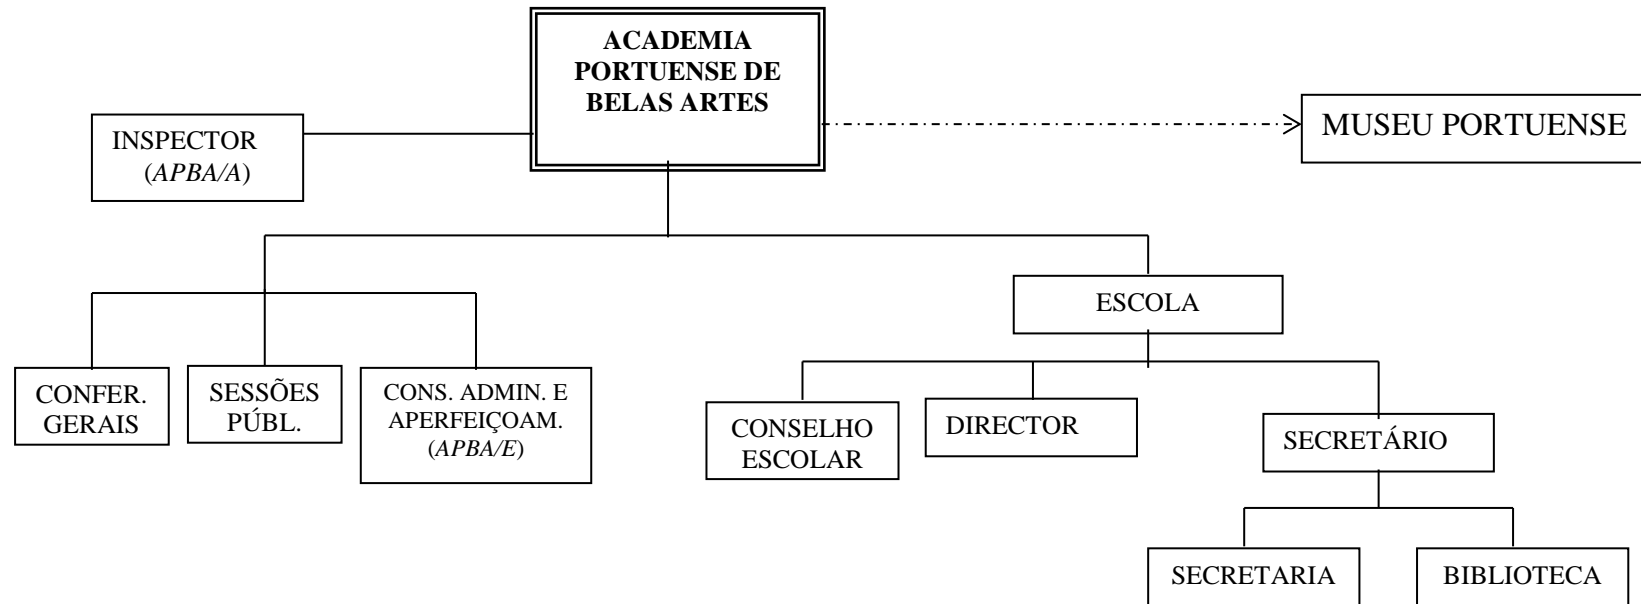 ACADEMIA
PORTUENSE DE
BELAS ARTES
INSPECTOR
(APBA/A)
MUSEU PORTUENSE
ESCOLA
CONFER.
GERAIS
SESSÕES
PÚBL.
CONS. ADMIN. E
APERFEIÇOAM.
(APBA/E)
CONSELHO
ESCOLAR
DIRECTOR
SECRETÁRIO
SECRETARIA
BIBLIOTECA